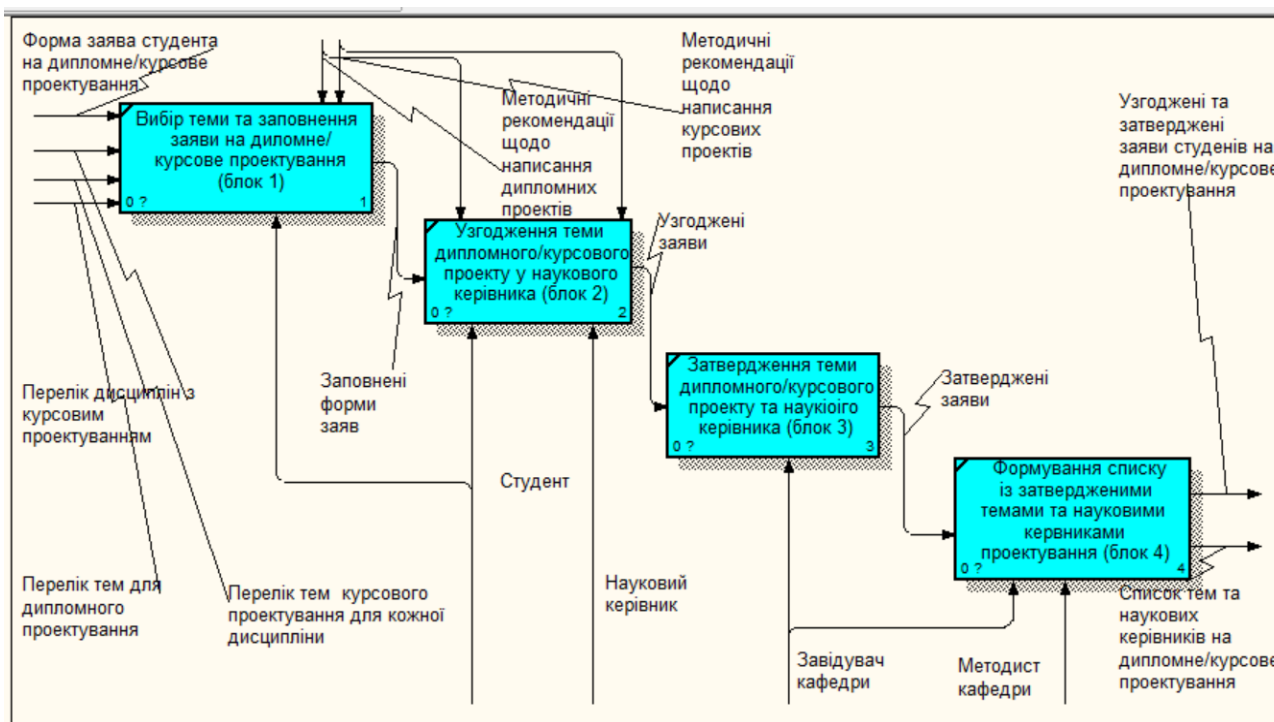 Форма заява студента
на дипломне/курсове
проектування
Вибір теми та заповнення
заяви на диломне/
курсове проектування
(блок 1)
0 ?
1
Методичні
рекомендації
щодо
написання
дипломних
проектів
Методичні
рекомендації
щодо
написання
курсових
проектів
Узгоджені та
затверджені
заяви студенів на
дипломне/курсове
проектування
Узгодження теми
дипломного/курсового
проекту у наукового
керівника (блок 2)
0 ?
2
Узгоджені
заяви
Заповнені
форми
заяв
Перелік дисциплін з
курсовим
проектуванням
Затвердження теми
дипломного/курсового
проекту та наукіоіго
керівника (блок 3)
0 ?
3
Затверджені
заяви
Студент
Формування списку
із затвердженими
темами та науковими
кервниками
проектування (блок 4)
0 ?
4
Перелік тем для
дипломного
проектування
Перелік тем курсового
проектування для кожної
дисципліни
Науковий
керівник
Завідувач
кафедри
Методист
кафедри
Список тем та
наукових
керівників на
дипломне/курсове
проектування